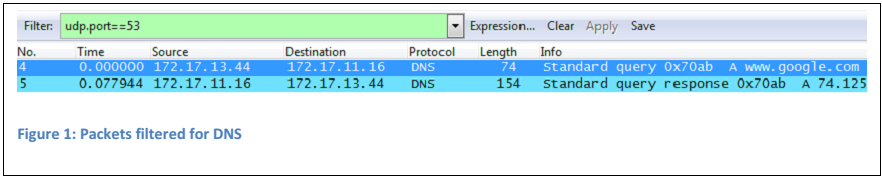 Filter: udp.port==53 Expression... Clear Apply Save
No. Time Source Destination Protocol Length Info
4 0.000000 172.17.13.44 172.17.11.16 DNS 74 Standard query 0x70ab A www.google.com
5 0.077944 172.17.11.16 172.17.13.44 DNS 154 Standard query response 0x70ab A 74.125
Figure 1: Packets filtered for DNS